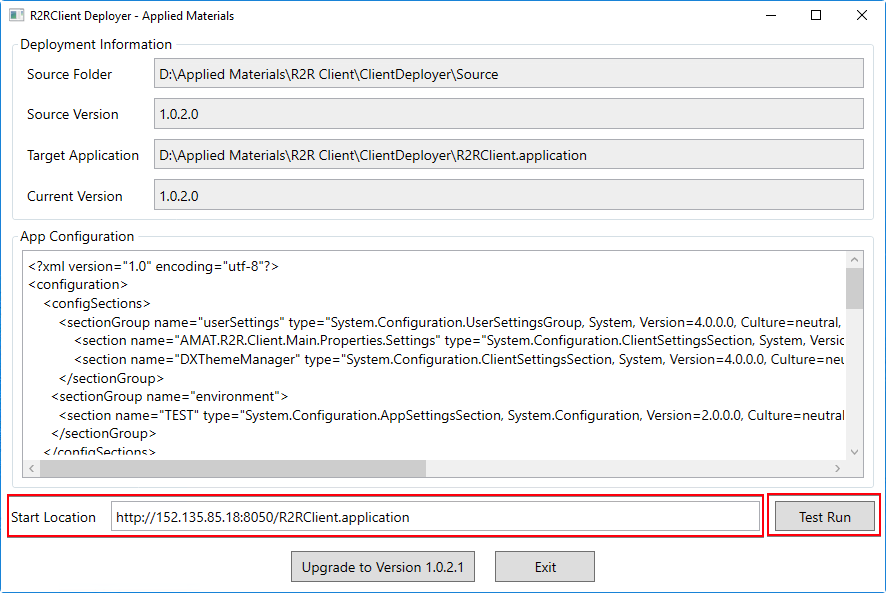 R2RClient Deployer - Applied Materials
Deployment Information
Source Folder D:\Applied Materials\R2R Client\ClientDeployer\Source
Source Version 1.0.2.0
Target Application D:\Applied Materials\R2R Client\ClientDeployer\R2RClient.application
Current Version 1.0.2.0
App Configuration
<?xml version="1.0" encoding="utf-8"?>
<configuration>
<configSections>
<sectionGroup name="userSettings" type="System.Configuration.UserSettingsGroup, System, Version=4.0.0.0, Culture=neutral,
<section name="AMAT.R2R.Client.Main.Properties.Settings" type="System.Configuration.ClientSettingsSection, System, Versic
<section name="DXThemeManager" type="System.Configuration.ClientSettingsSection, System, Version=4.0.0.0, Culture=neu
</sectionGroup>
<sectionGroup name="environment">
<section name="TEST" type="System.Configuration.AppSettingsSection, System.Configuration, Version=2.0.0.0, Culture=neutral
</sectionGroup>
</configSections>
Start Location http://152.135.85.18:8050/R2RClient.application Test Run
Upgrade to Version 1.0.2.1 Exit